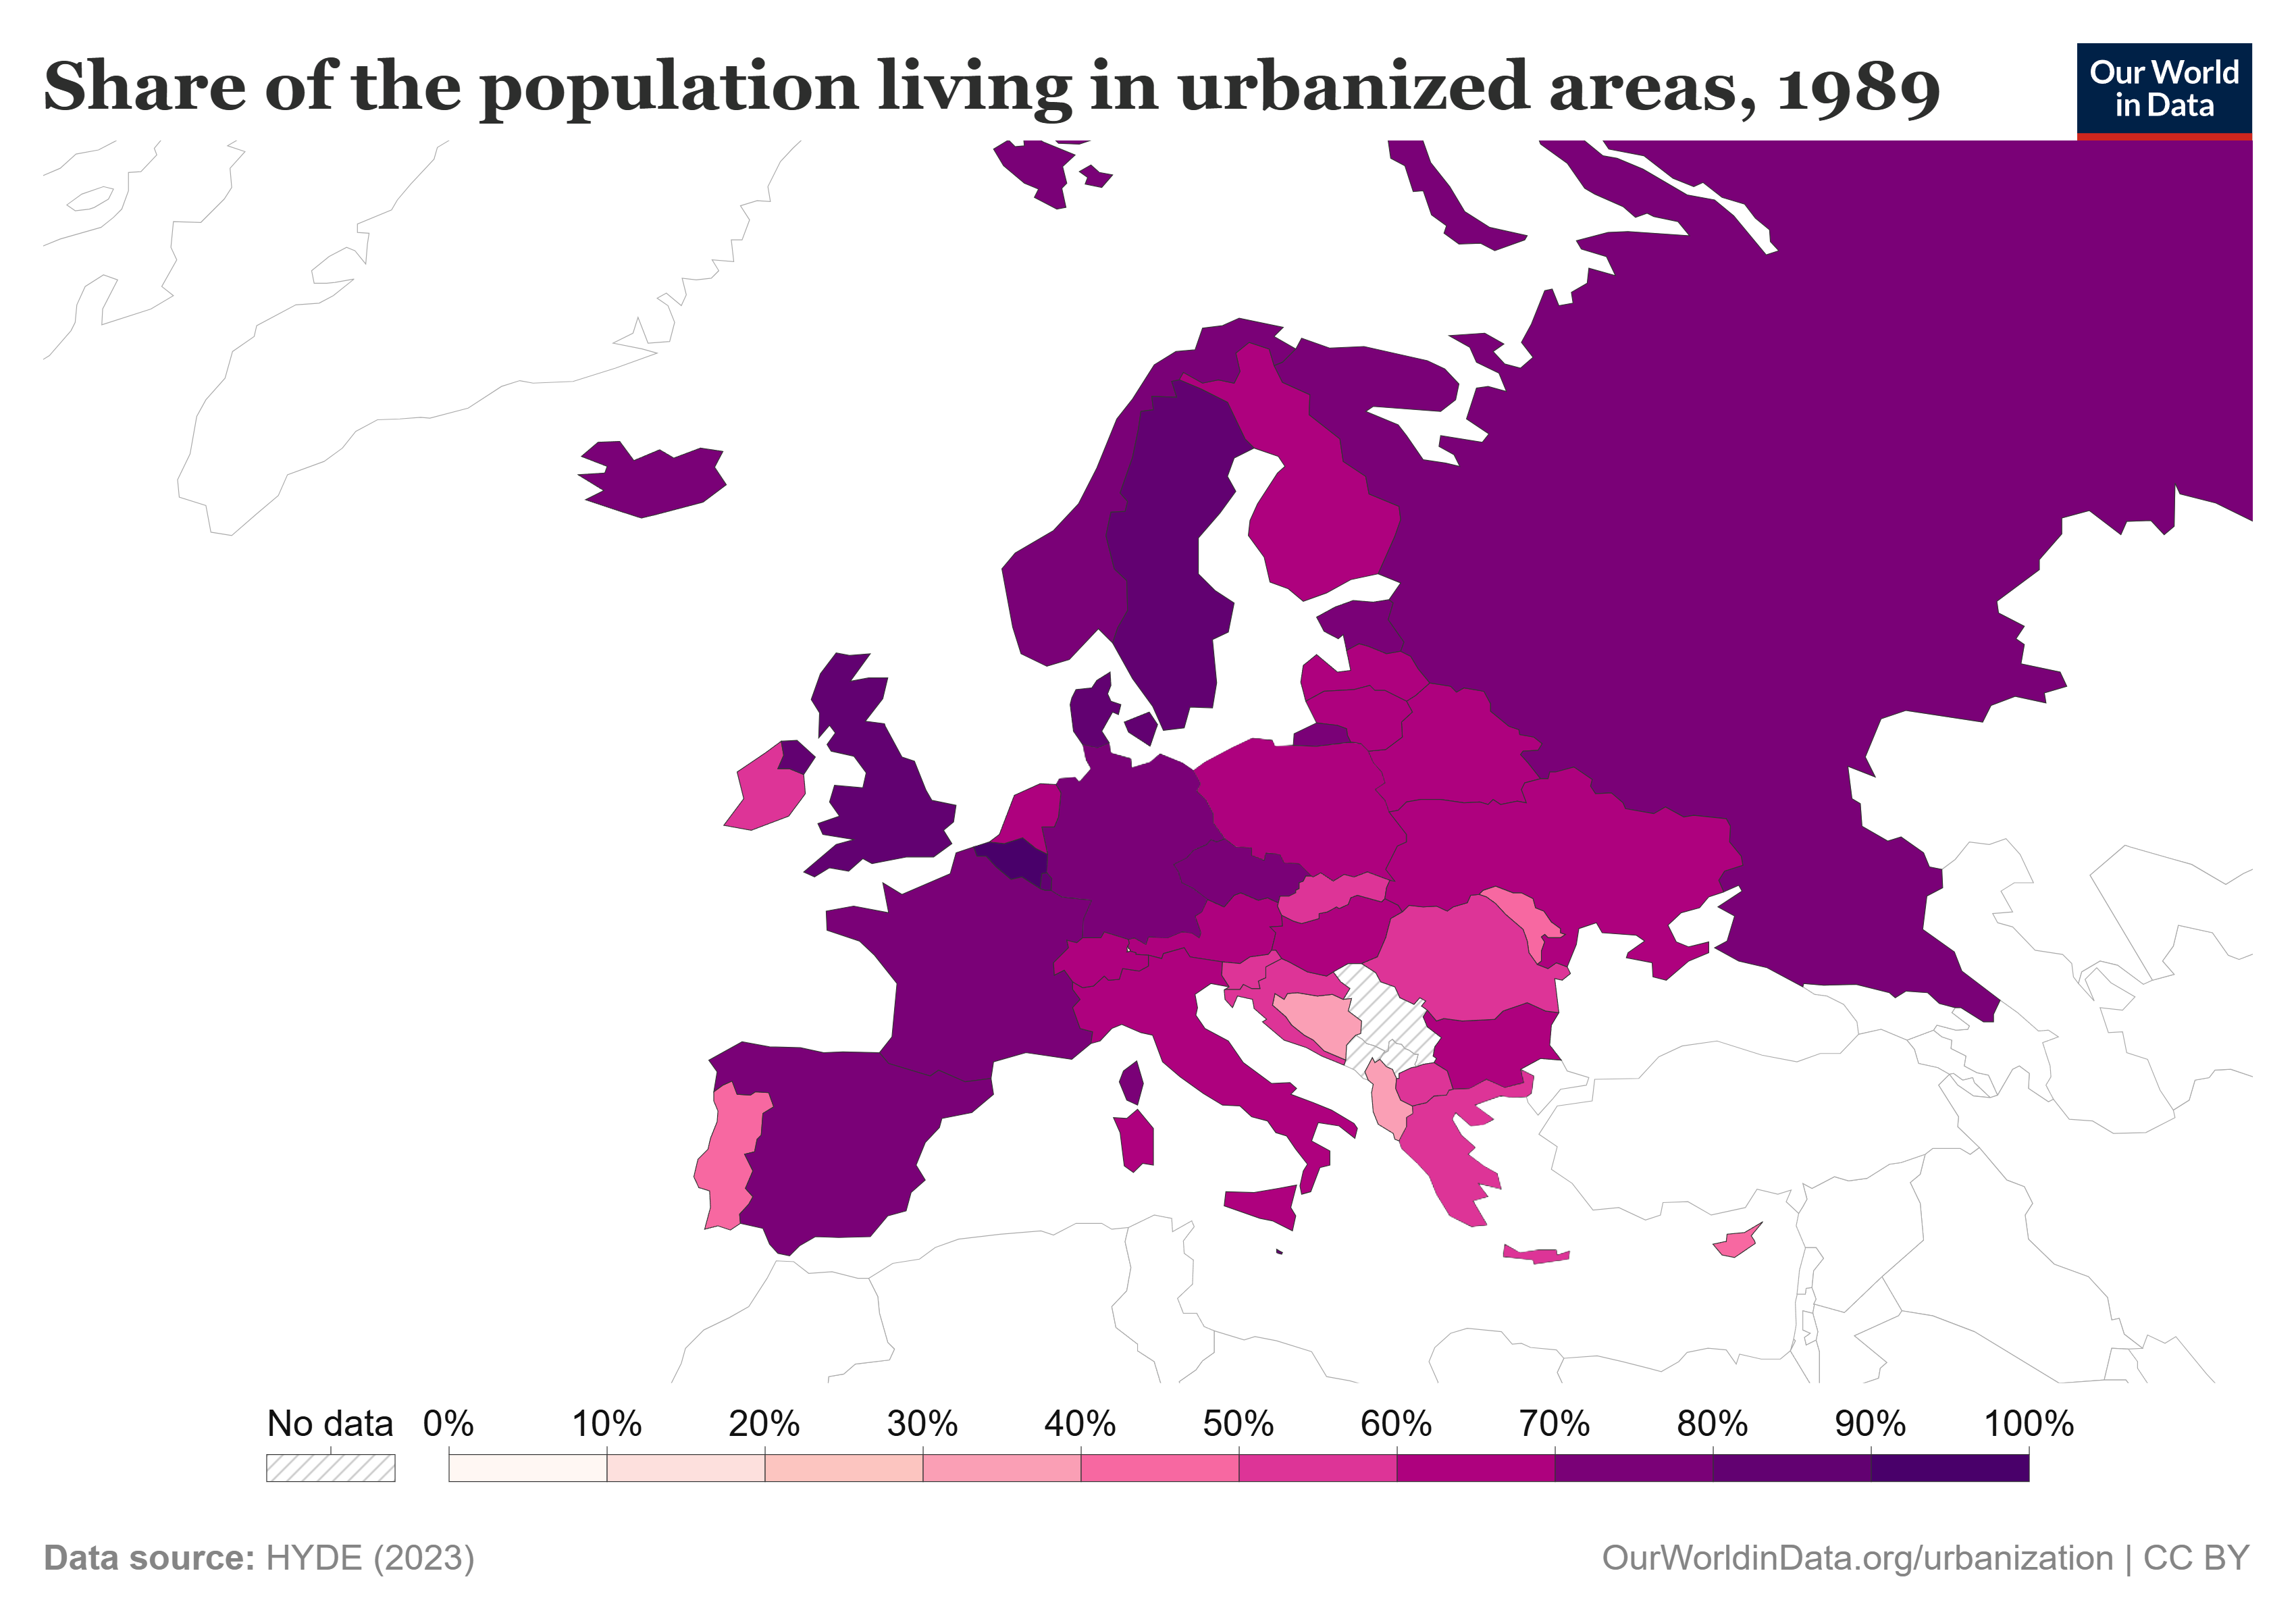 Share of the population living in urbanized areas, 1989
Our World
in Data
No data 0% 10% 20% 30% 40% 50% 60% 70% 80% 90% 100%
Data source: HYDE (2023)
OurWorldinData.org/urbanization | CC BY